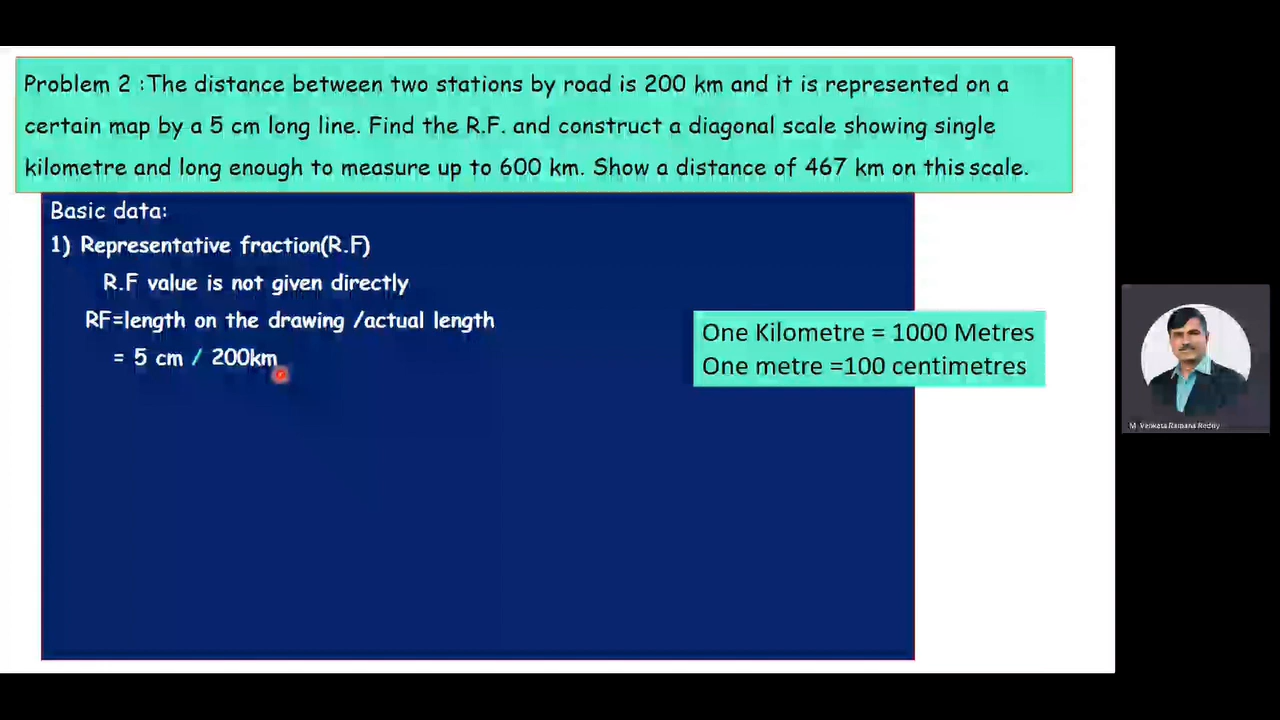 Problem 2 :The distance between two stations by road is 200 km and it is represented on a
certain map by a 5 cm long line. Find the R.F. and construct a diagonal scale showing single
kilometre and long enough to measure up to 600 km. Show a distance of 467 km on this scale.
Basic data:
1) Representative fraction(R.F)
R.F value is not given directly
RF=length on the drawing /actual length
= 5 cm / 200km
One Kilometre = 1000 Metres
One metre =100 centimetres
M. Venkata Ramana Reddy